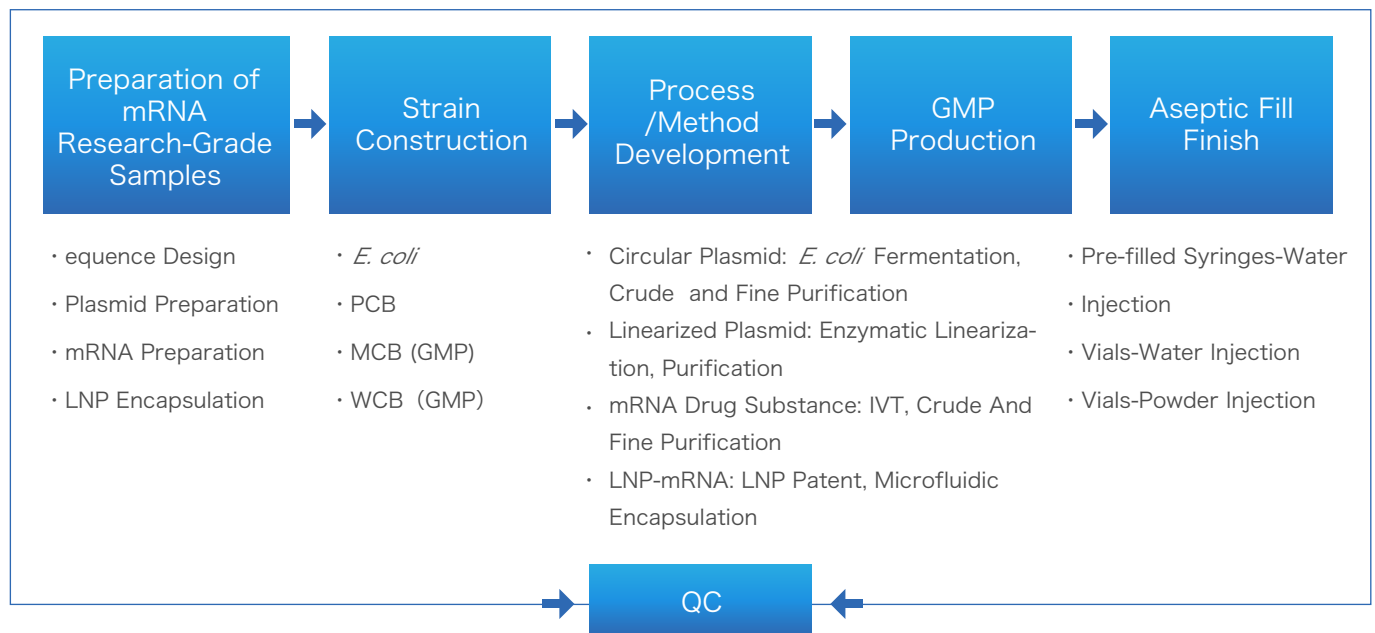 Preparation of
mRNA
Research-Grade
Samples
Strain
Construction
Process
/Method
Development
GMP
Production
Aseptic Fill
Finish
· equence Design
· Plasmid Preparation
· mRNA Preparation
· LNP Encapsulation
· E. coli
· PCB
· MCB (GMP)
· WCB（GMP）
· Circular Plasmid: E. coli Fermentation,
Crude and Fine Purification
· Linearized Plasmid: Enzymatic Lineariza-
tion, Purification
· mRNA Drug Substance: IVT, Crude And
Fine Purification
· LNP-mRNA: LNP Patent, Microfluidic
Encapsulation
· Pre-filled Syringes-Water
· Injection
· Vials-Water Injection
· Vials-Powder Injection
QC